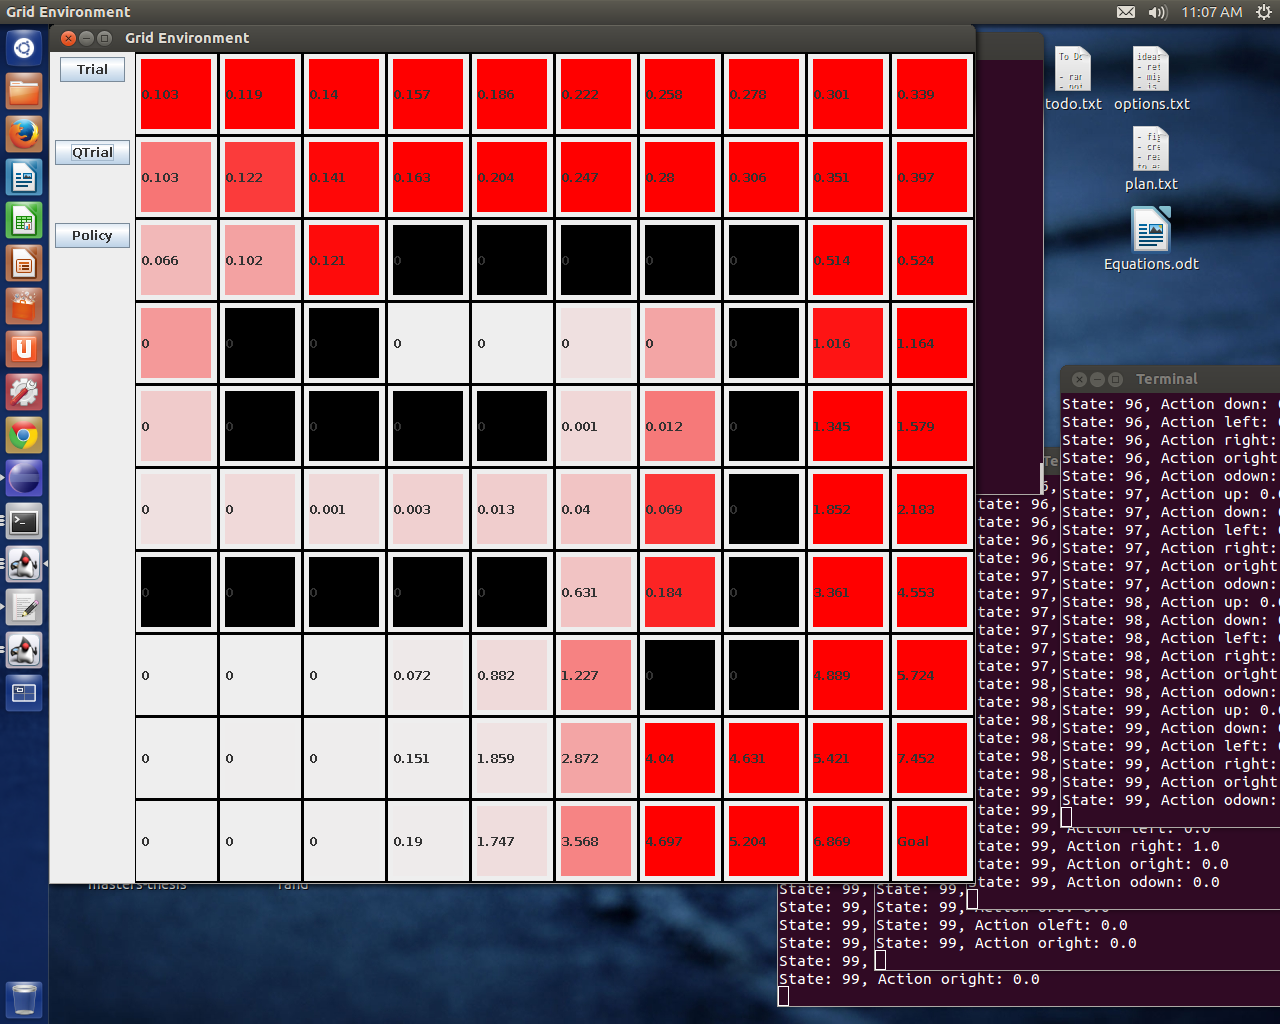 Grid Environment
11:07 AM
Grid Environment
Trial
0.103 0.119 0.14 0.157 0.186 0.222 0.258 0.278 0.301 0.339
QTrial
0.103 0.122 0.141 0.163 0.204 0.247 0.28 0.306 0.351 0.397
Policy
0.066 0.102 0.121 0 0 0 0 0 0.514 0.524
0 0 0 0 0 0 0 0 1.016 1.164
0 0 0 0 0 0.001 0.012 0 1.345 1.579
0 0 0.001 0.003 0.013 0.04 0.069 0 1.852 2.183
0 0 0 0 0 0.631 0.184 0 3.361 4.553
0 0 0 0.072 0.882 1.227 0 0 4.889 5.724
0 0 0 0.151 1.859 2.872 4.04 4.631 5.421 7.452
0 0 0 0.19 1.747 3.568 4.697 5.204 6.869 Goal
todo.txt
options.txt
plan.txt
Equations.odt
Terminal
State: 96, Action down:
State: 96, Action left:
State: 96, Action right:
State: 96, Action oright:
State: 96, Action odown:
State: 97, Action up: 0.0
State: 97, Action down:
State: 97, Action left:
State: 97, Action right:
State: 97, Action oright:
State: 97, Action odown:
State: 98, Action up: 0.0
State: 98, Action down:
State: 98, Action left:
State: 98, Action right:
State: 98, Action oright:
State: 98, Action odown:
State: 99, Action up: 0.0
State: 99, Action down:
State: 99, Action left:
State: 99, Action right:
State: 99, Action oright:
State: 99, Action odown:
tate: 96,
tate: 96,
tate: 96,
tate: 96,
tate: 97,
tate: 97,
tate: 97,
tate: 97,
tate: 97,
tate: 97,
tate: 98,
tate: 98,
tate: 98,
tate: 98,
tate: 98,
tate: 98,
tate: 99,
tate: 99,
tate: 99, Action left: 0.0
tate: 99, Action right: 1.0
tate: 99, Action oright: 0.0
tate: 99, Action odown: 0.0
masters-thesis
rand
State: 99, State: 99,
State: 99, State: 99, Action
State: 99, State: 99, Action oleft: 0.0
State: 99, State: 99, Action oright: 0.0
State: 99,
State: 99, Action oright: 0.0